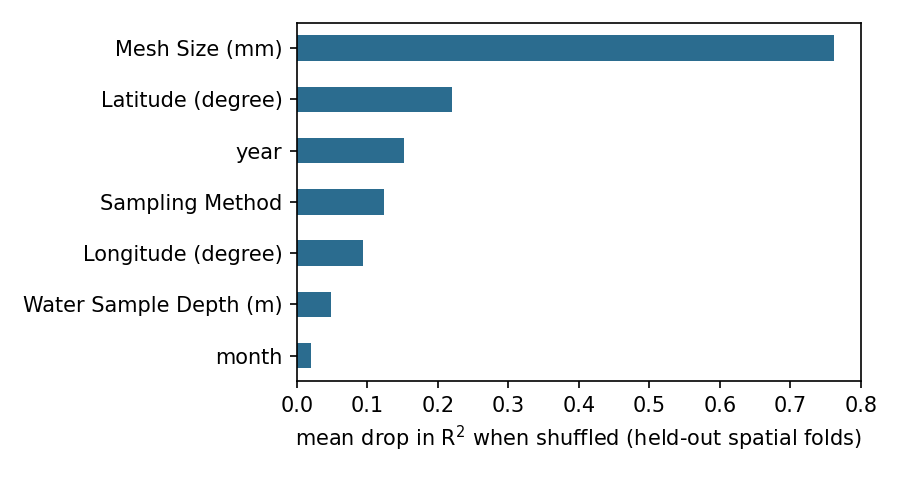 Mesh Size (mm)
Latitude (degree)
year
Sampling Method
Longitude (degree)
Water Sample Depth (m)
month
0.0 0.1 0.2 0.3 0.4 0.5 0.6 0.7 0.8
mean drop in R² when shuffled (held-out spatial folds)